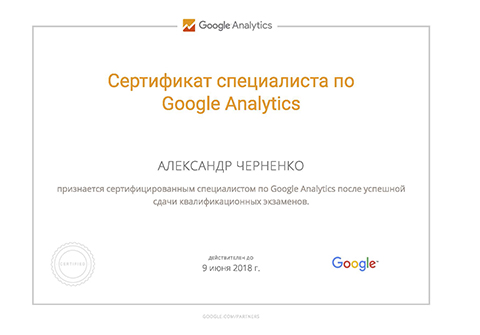 Google Analytics
Сертификат специалиста по
Google Analytics
АЛЕКСАНДР ЧЕРНЕНКО
признается сертифицированным специалистом по Google Analytics после успешной
сдачи квалификационных экзаменов.
CERTIFIED
ДЕЙСТВИТЕЛЕН ДО
9 июня 2018 г.
Google
GOOGLE.COM/PARTNERS